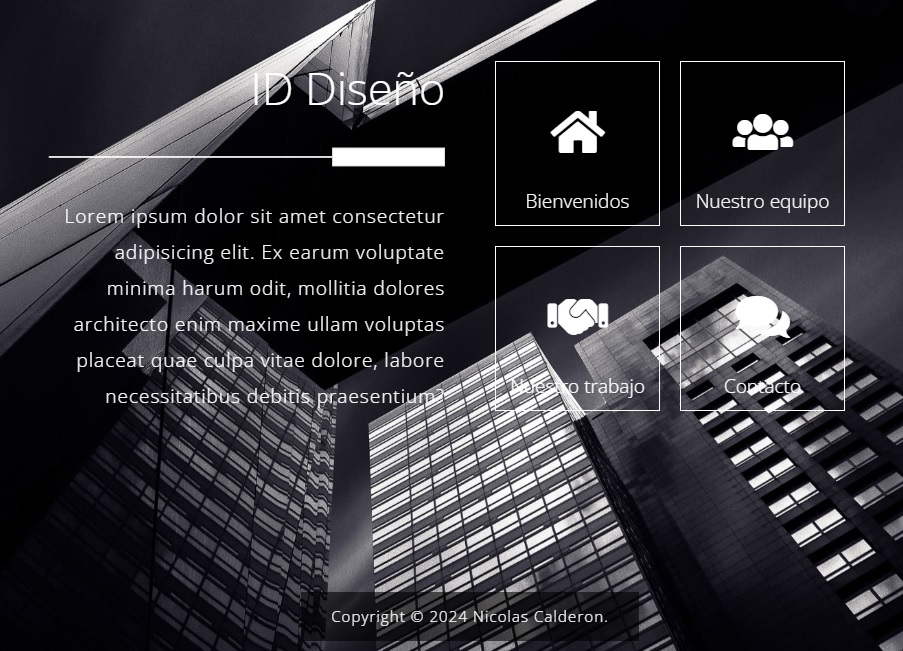 ID Diseño
Lorem ipsum dolor sit amet consectetur
adipisicing elit. Ex earum voluptate
minima harum odit, mollitia dolores
architecto enim maxime ullam voluptas
placeat quae culpa vitae dolore, labore
necessitatibus debitis praesentium?
Bienvenidos
Nuestro equipo
Nuestro trabajo
Contacto
Copyright © 2024 Nicolas Calderon.